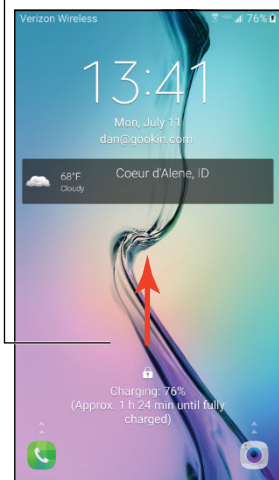 Verizon Wireless 76%
13:41
Mon, July 11
dan@gookin.com
68°F Coeur d'Alene, ID
Cloudy
Charging: 76%
(Approx. 1 h 24 min until fully
charged)